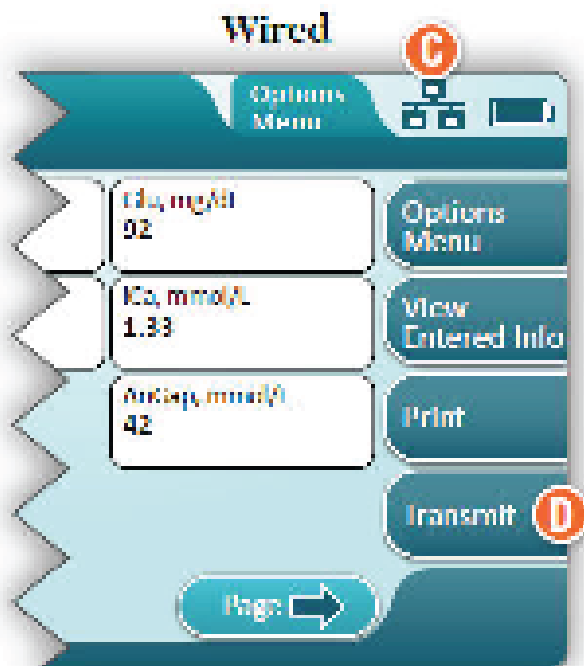 Wired
C
Options
Menu
Glu, mg/dl
92
Options
Menu
iCa, mmol/L
1.33
View
Entered Info
AnGap, mmol/L
42
Print
Transmit
D
Page